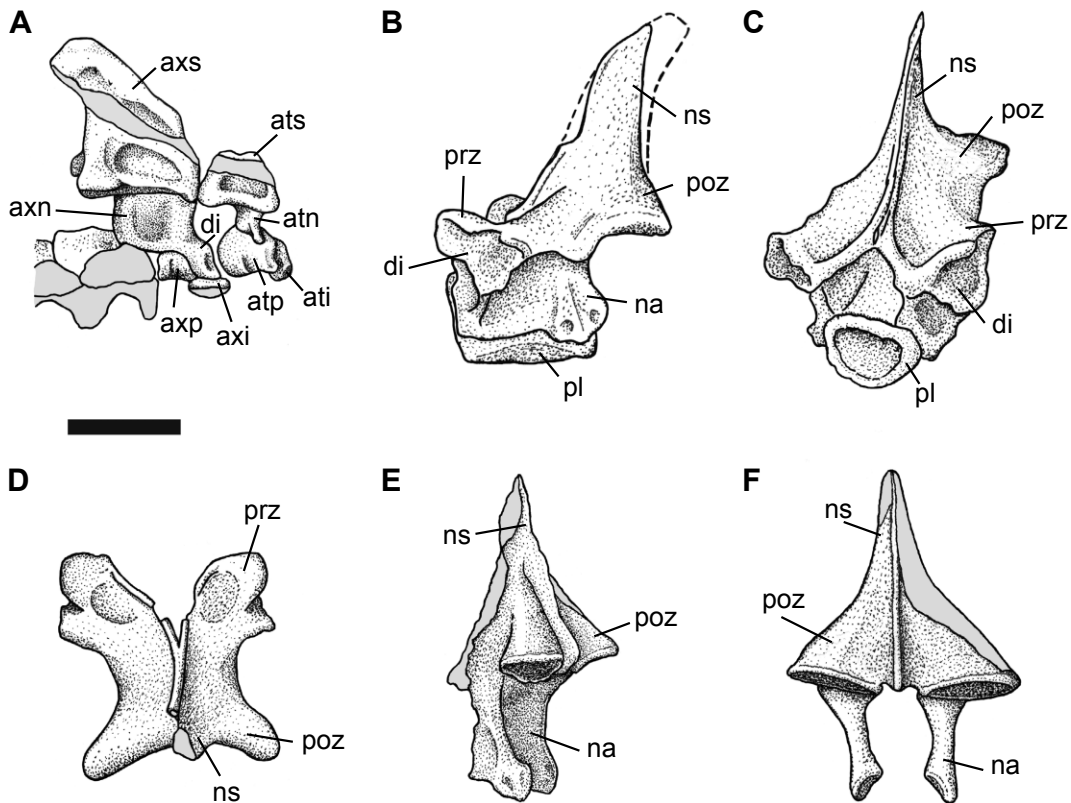 A
axs
ats
axn
di
atn
axp
axi
atp
ati
B
ns
prz
poz
di
na
pl
C
ns
poz
prz
di
pl
D
prz
poz
ns
E
ns
poz
na
F
ns
poz
na